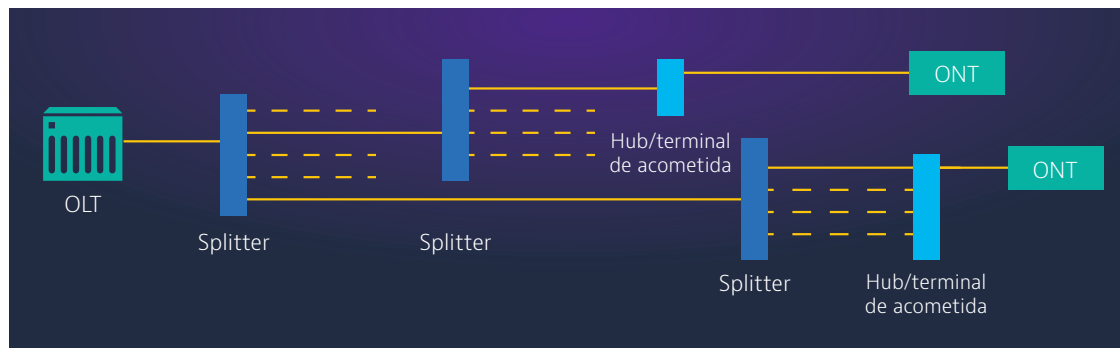 ONT
Hub/terminal
de acometida
ONT
OLT
Splitter
Splitter
Splitter
Hub/terminal
de acometida